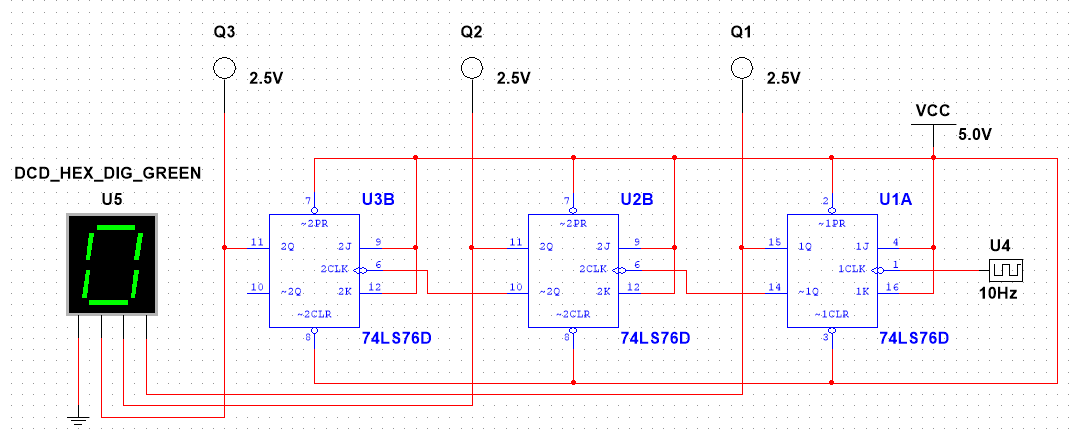 Q3 Q2 Q1
2.5V 2.5V 2.5V
VCC
5.0V
DCD_HEX_DIG_GREEN
U5 U3B U2B U1A
7 7 2
~2PR ~2PR ~1PR
11 2Q 2J 9 11 2Q 2J 9 15 1Q 1J 4
U4
2CLK 6 2CLK 6 1CLK 1
10 ~2Q 2K 12 10 ~2Q 2K 12 14 ~1Q 1K 16 10Hz
~2CLR ~2CLR ~1CLR
8 74LS76D 8 74LS76D 3 74LS76D
0